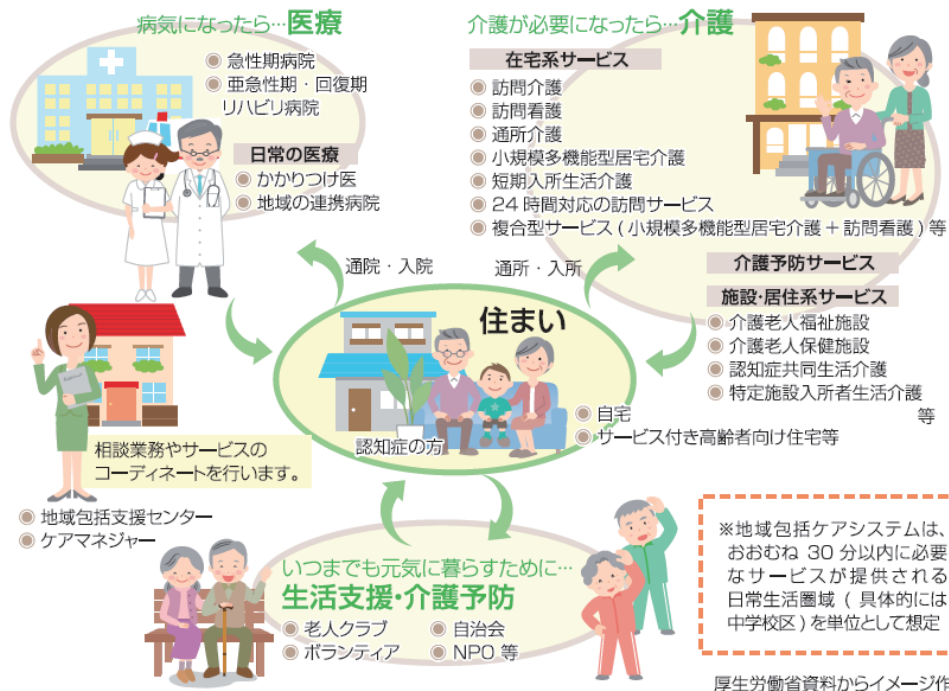 病気になったら…医療
急性期病院
亜急性期・回復期
リハビリ病院
日常の医療
かかりつけ医
地域の連携病院
介護が必要になったら…介護
在宅系サービス
訪問介護
訪問看護
通所介護
小規模多機能型居宅介護
短期入所生活介護
24時間対応の訪問サービス
複合型サービス(小規模多機能型居宅介護+訪問看護)等
介護予防サービス
施設・居住系サービス
介護老人福祉施設
介護老人保健施設
認知症共同生活介護
特定施設入所者生活介護
等
通院・入院
通所・入所
住まい
認知症の方
自宅
サービス付き高齢者向け住宅等
相談業務やサービスの
コーディネートを行います。
地域包括支援センター
ケアマネジャー
いつまでも元気に暮らすために…
生活支援・介護予防
老人クラブ
自治会
ボランティア
NPO 等
※地域包括ケアシステムは、
おおむね 30 分以内に必要
なサービスが提供される
日常生活圏域 ( 具体的には
中学校区 ) を単位として想定
厚生労働省資料からイメージ作